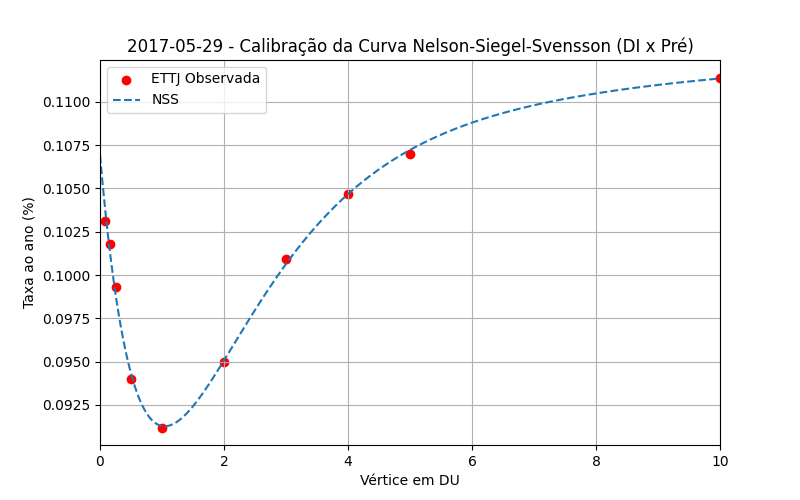 2017-05-29 - Calibração da Curva Nelson-Siegel-Svensson (DI x Pré)
ETTJ Observada
NSS
Taxa ao ano (%)
0.1100
0.1075
0.1050
0.1025
0.1000
0.0975
0.0950
0.0925
0 2 4 6 8 10
Vértice em DU